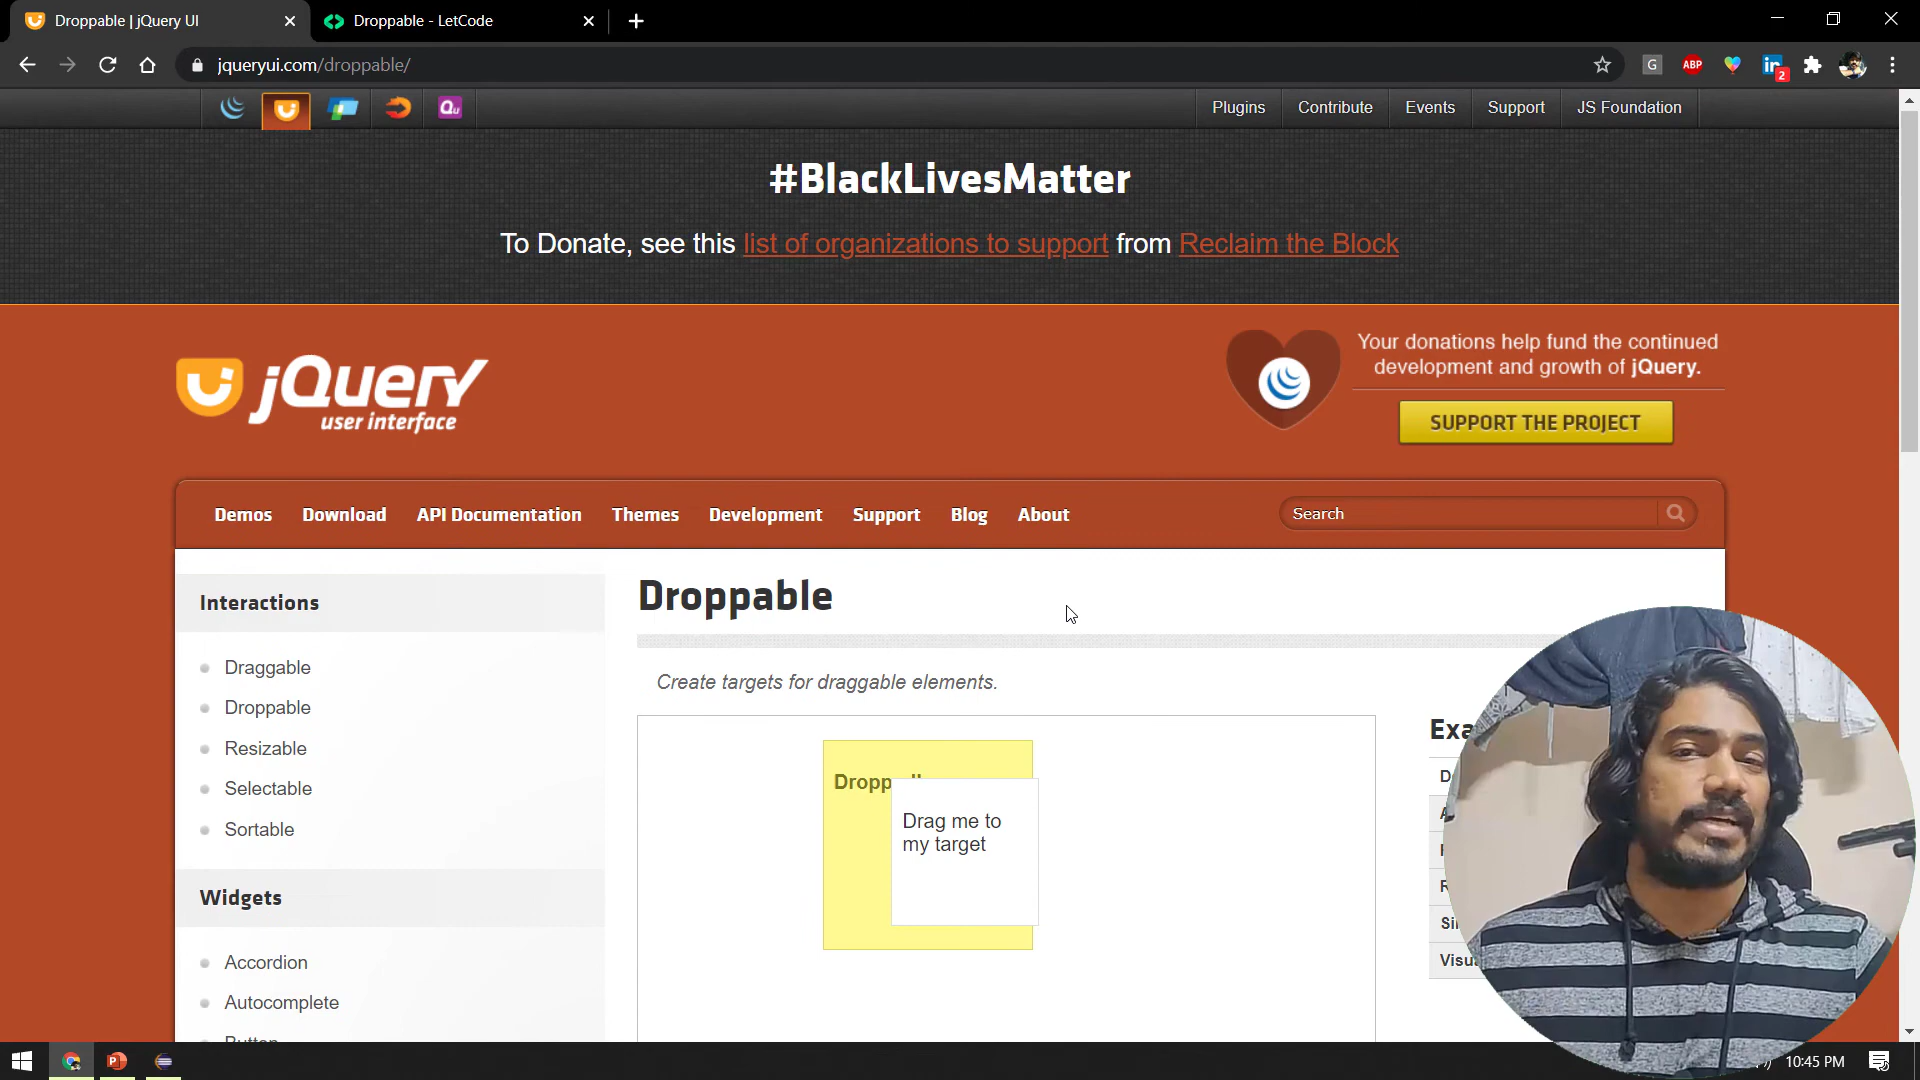 Droppable | jQuery UI
Droppable - LetCode
jqueryui.com/droppable/
G
ABP
in
2
Qu
Plugins
Contribute
Events
Support
JS Foundation
#BlackLivesMatter
To Donate, see this list of organizations to support from Reclaim the Block
jQuery
user interface
Your donations help fund the continued
development and growth of jQuery.
SUPPORT THE PROJECT
Demos
Download
API Documentation
Themes
Development
Support
Blog
About
Search
Interactions
Draggable
Droppable
Resizable
Selectable
Sortable
Widgets
Accordion
Autocomplete
Droppable
Create targets for draggable elements.
Drag me to
my target
10:45 PM